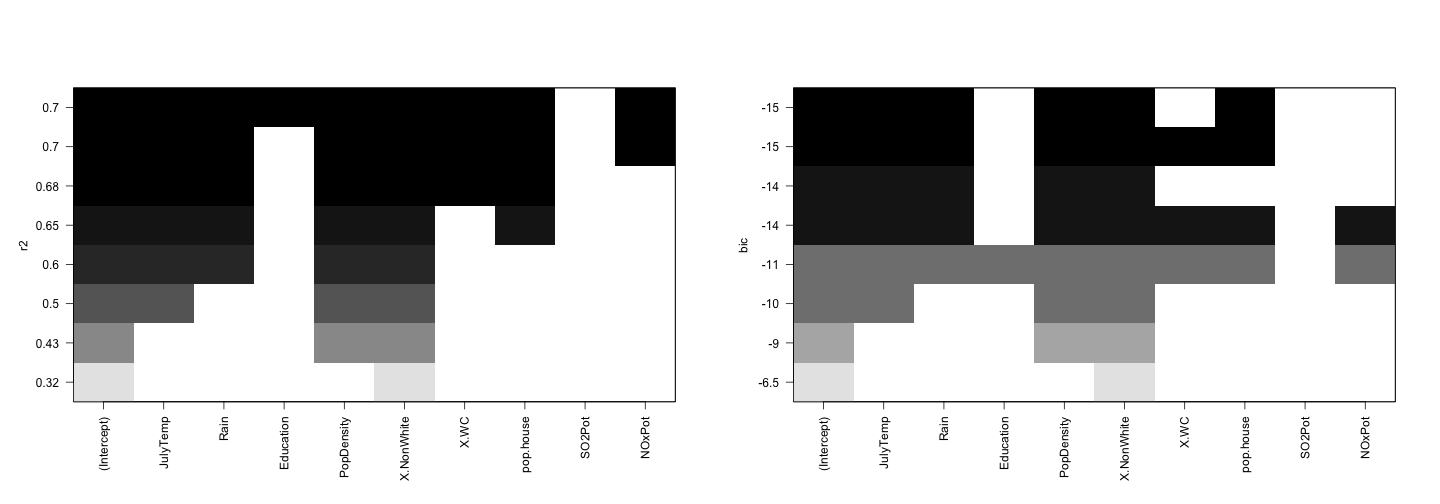 r2
0.7
0.7
0.68
0.65
0.6
0.5
0.43
0.32
(Intercept)
JulyTemp
Rain
Education
PopDensity
X.NonWhite
X.WC
pop.house
SO2Pot
NOxPot
bic
-15
-15
-14
-14
-11
-10
-9
-6.5
(Intercept)
JulyTemp
Rain
Education
PopDensity
X.NonWhite
X.WC
pop.house
SO2Pot
NOxPot